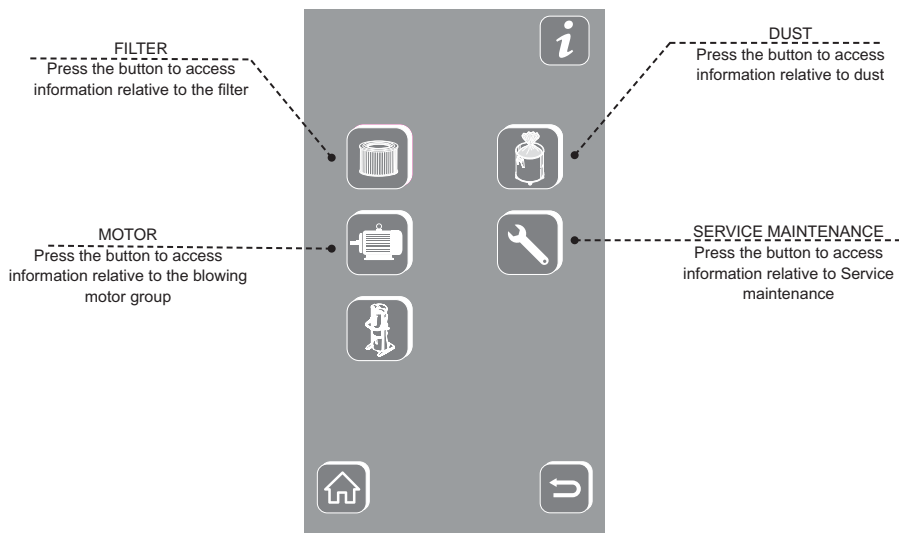 FILTER
Press the button to access
information relative to the filter
DUST
Press the button to access
information relative to dust
MOTOR
Press the button to access
information relative to the blowing
motor group
SERVICE MAINTENANCE
Press the button to access
information relative to Service
maintenance
i